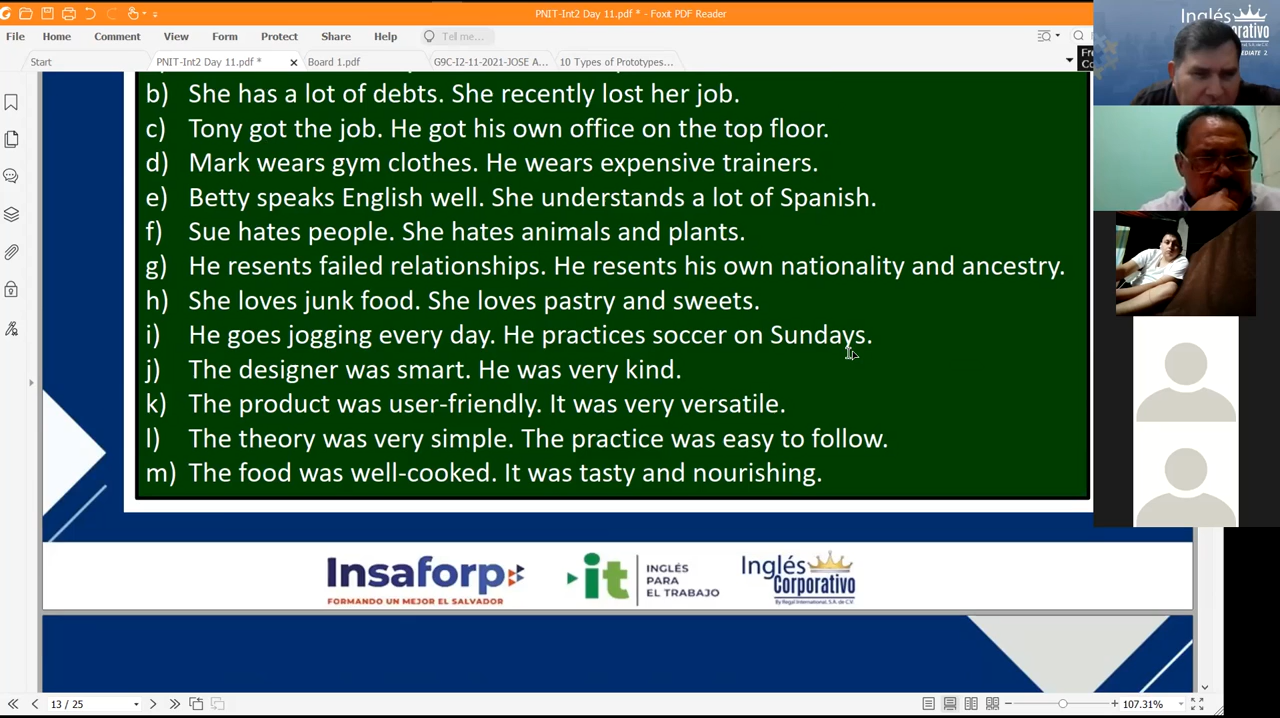 PNIT-Int2 Day 11.pdf * - Foxit PDF Reader
File Home Comment View Form Protect Share Help Tell me...
Start PNIT-Int2 Day 11.pdf * Board 1.pdf G9C-I2-11-2021-JOSE A... 10 Types of Prototypes...
b) She has a lot of debts. She recently lost her job.
c) Tony got the job. He got his own office on the top floor.
d) Mark wears gym clothes. He wears expensive trainers.
e) Betty speaks English well. She understands a lot of Spanish.
f) Sue hates people. She hates animals and plants.
g) He resents failed relationships. He resents his own nationality and ancestry.
h) She loves junk food. She loves pastry and sweets.
i) He goes jogging every day. He practices soccer on Sundays.
j) The designer was smart. He was very kind.
k) The product was user-friendly. It was very versatile.
l) The theory was very simple. The practice was easy to follow.
m) The food was well-cooked. It was tasty and nourishing.
Insaforp
FORMANDO UN MEJOR EL SALVADOR
it
INGLÉS
PARA
EL TRABAJO
Inglés
Corporativo
By Regal International, S.A. de C.V.
13 / 25
107.31%
Inglés
Corporativo